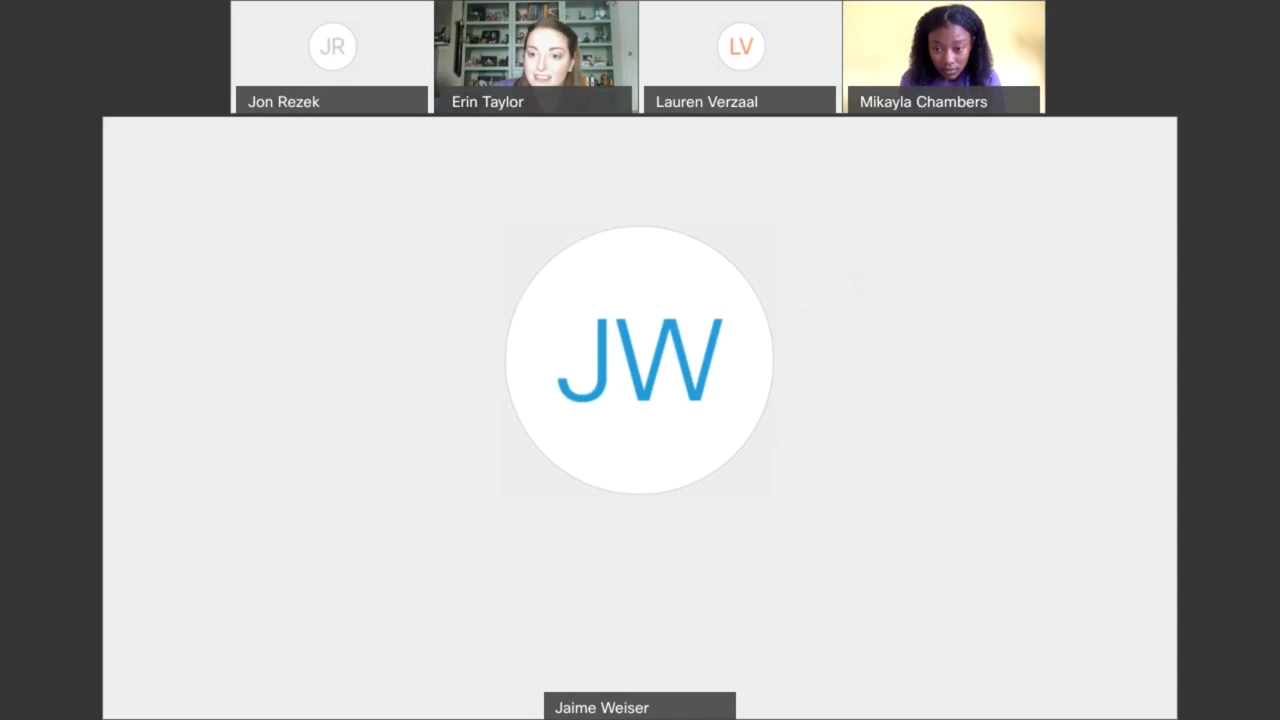 JR
LV
Jon Rezek
Erin Taylor
Lauren Verzaal
Mikayla Chambers
JW
Jaime Weiser